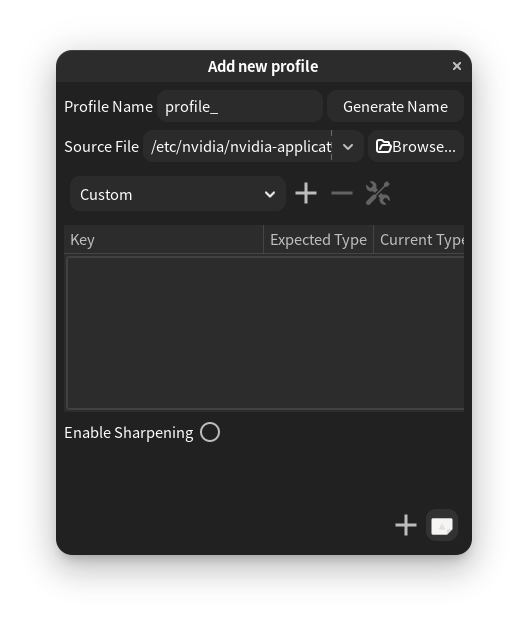 Add new profile
Profile Name profile_ Generate Name
Source File /etc/nvidia/nvidia-applicat Browse...
Custom
Key Expected Type Current Type
Enable Sharpening